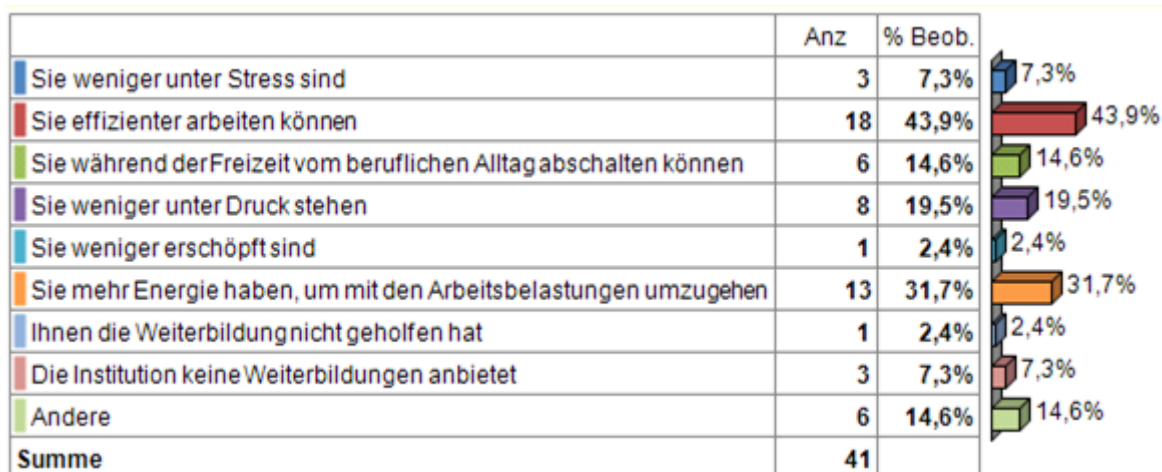 Anz % Beob.
Sie weniger unter Stress sind 3 7,3% 7,3%
Sie effizienter arbeiten können 18 43,9% 43,9%
Sie während der Freizeit vom beruflichen Alltag abschalten können 6 14,6% 14,6%
Sie weniger unter Druck stehen 8 19,5% 19,5%
Sie weniger erschöpft sind 1 2,4% 2,4%
Sie mehr Energie haben, um mit den Arbeitsbelastungen umzugehen 13 31,7% 31,7%
Ihnen die Weiterbildung nicht geholfen hat 1 2,4% 2,4%
Die Institution keine Weiterbildungen anbietet 3 7,3% 7,3%
Andere 6 14,6% 14,6%
Summe 41